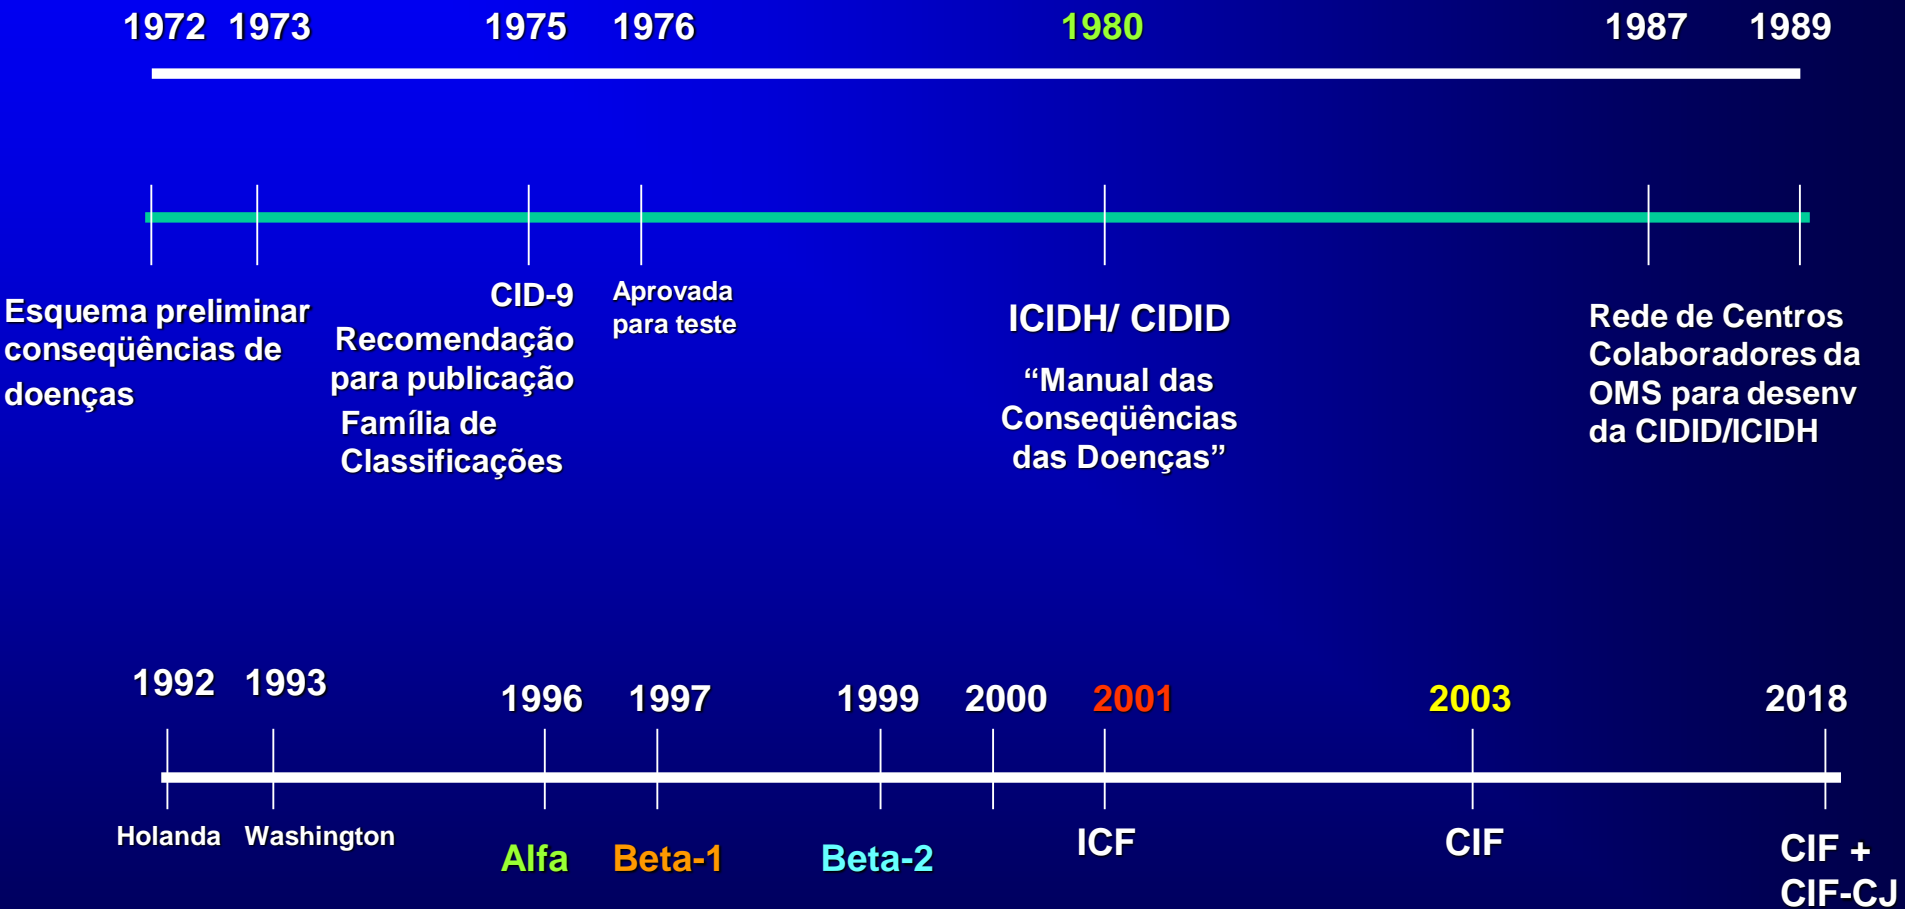 1972 1973 1975 1976 1980 1987 1989
Esquema preliminar
conseqüências de
doenças
CID-9
Recomendação
para publicação
Família de
Classificações
Aprovada
para teste
ICIDH/ CIDID
“Manual das
Conseqüências
das Doenças”
Rede de Centros
Colaboradores da
OMS para desenv
da CIDID/ICIDH
1992 1993 1996 1997 1999 2000 2001 2003 2018
Holanda Washington
Alfa Beta-1 Beta-2
ICF
CIF
CIF +
CIF-CJ